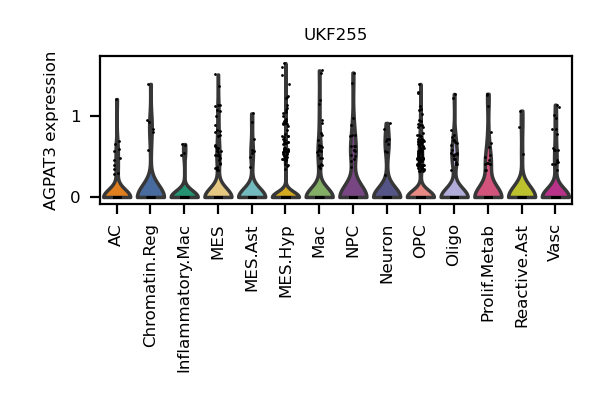 UKF255
AGPAT3 expression
1
0
AC
Chromatin.Reg
Inflammatory.Mac
MES
MES.Ast
MES.Hyp
Mac
NPC
Neuron
OPC
Oligo
Prolif.Metab
Reactive.Ast
Vasc